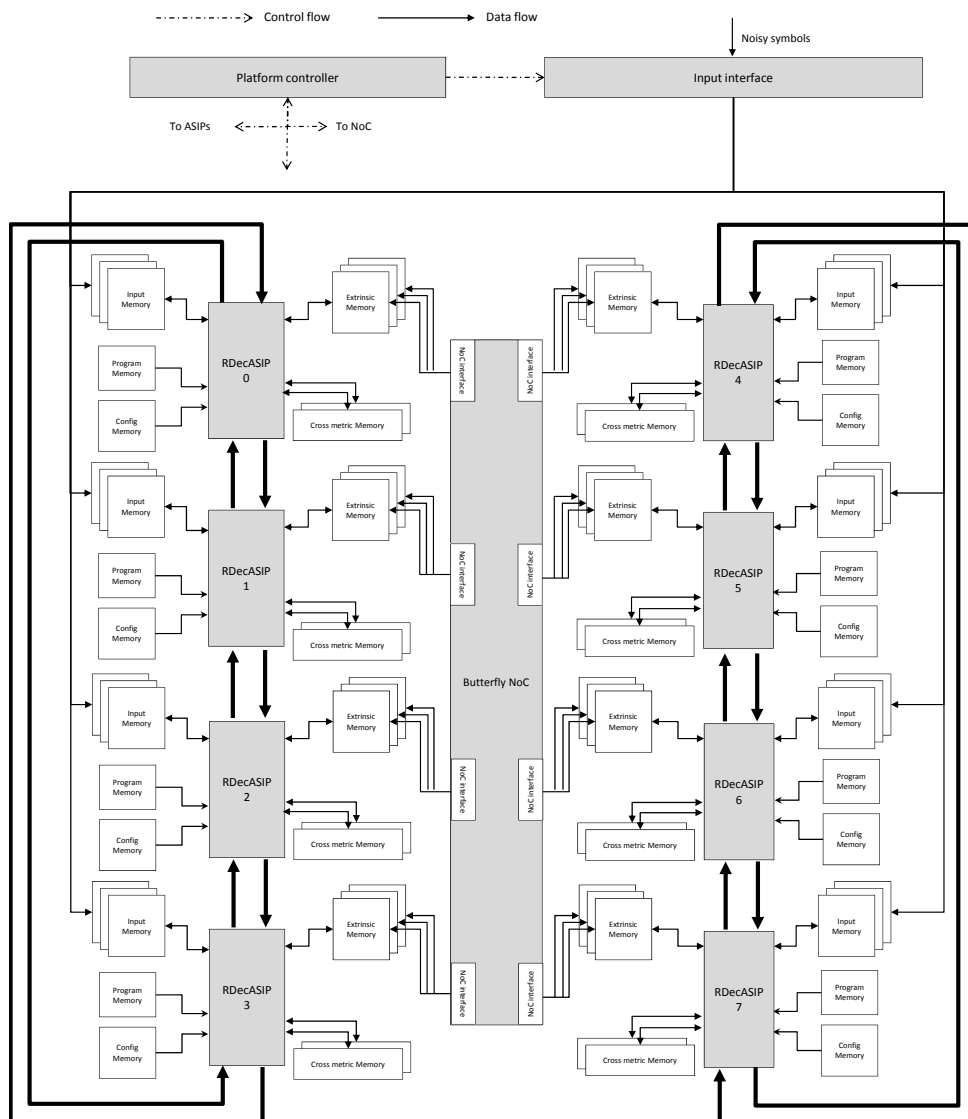 Control flow
Data flow
Noisy symbols
Platform controller
Input interface
To ASIPs
To NoC
Input
Memory
Extrinsic
Memory
Extrinsic
Memory
Input
Memory
RDecASIP
0
NoC interface
NoC interface
RDecASIP
4
Program
Memory
Program
Memory
Config
Memory
Cross metric Memory
Cross metric Memory
Config
Memory
Input
Memory
Extrinsic
Memory
Extrinsic
Memory
Input
Memory
RDecASIP
1
NoC interface
NoC interface
RDecASIP
5
Program
Memory
Program
Memory
Config
Memory
Cross metric Memory
Cross metric Memory
Config
Memory
Butterfly NoC
Input
Memory
Extrinsic
Memory
Extrinsic
Memory
Input
Memory
RDecASIP
2
NoC interface
NoC interface
RDecASIP
6
Program
Memory
Program
Memory
Config
Memory
Cross metric Memory
Cross metric Memory
Config
Memory
Input
Memory
Extrinsic
Memory
Extrinsic
Memory
Input
Memory
RDecASIP
3
NoC interface
NoC interface
RDecASIP
7
Program
Memory
Program
Memory
Config
Memory
Cross metric Memory
Cross metric Memory
Config
Memory